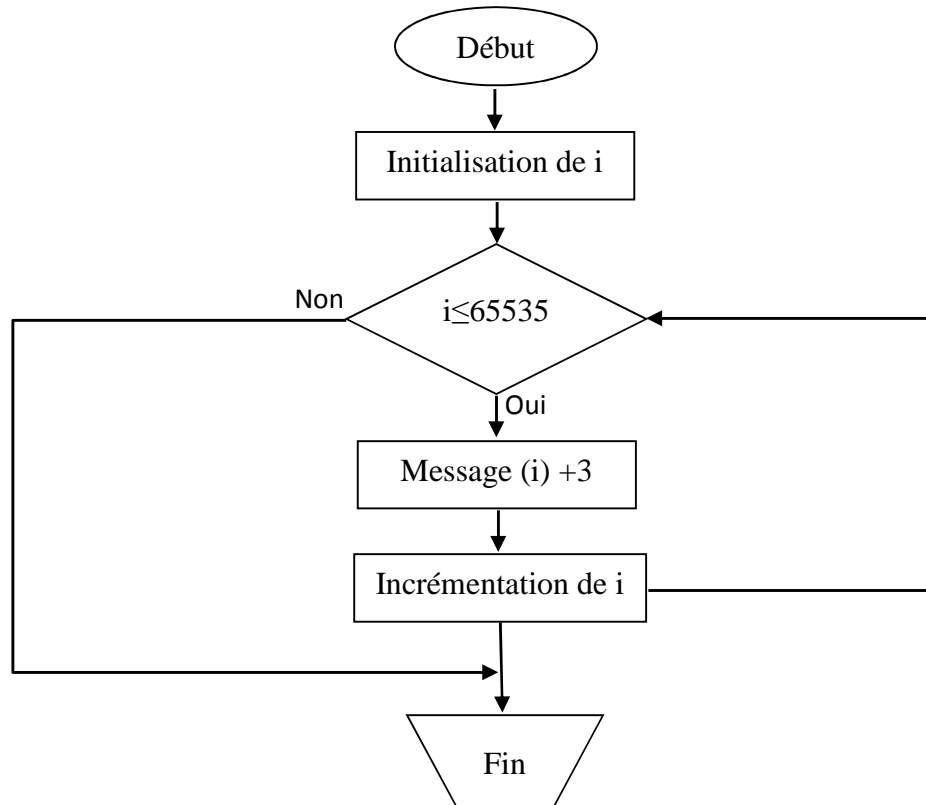 Début
Initialisation de i
i≤65535
Non
Oui
Message (i) +3
Incrémentation de i
Fin